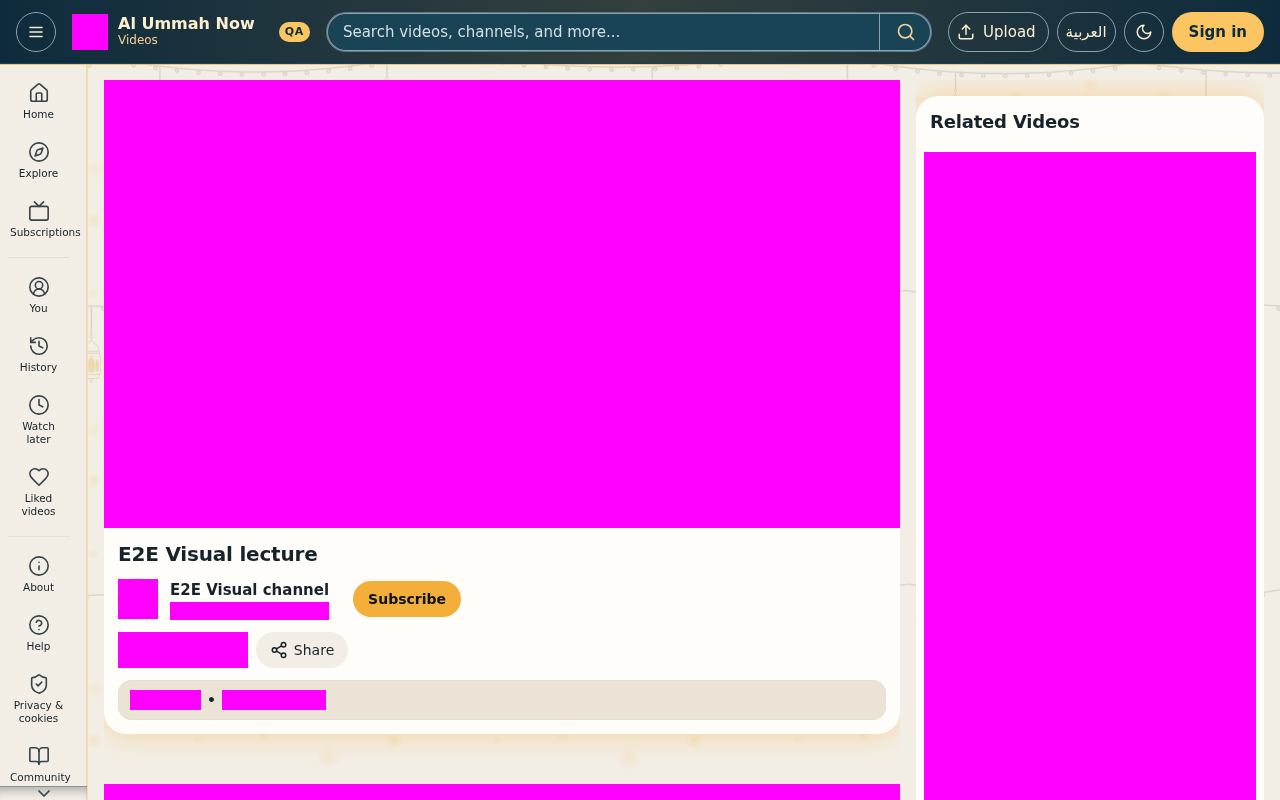 Al Ummah Now
Videos
QA
Search videos, channels, and more...
Upload
العربية
Sign in
Home
Explore
Subscriptions
You
History
Watch
later
Liked
videos
About
Help
Privacy &
cookies
Community
E2E Visual lecture
E2E Visual channel
Subscribe
Share
•
Related Videos